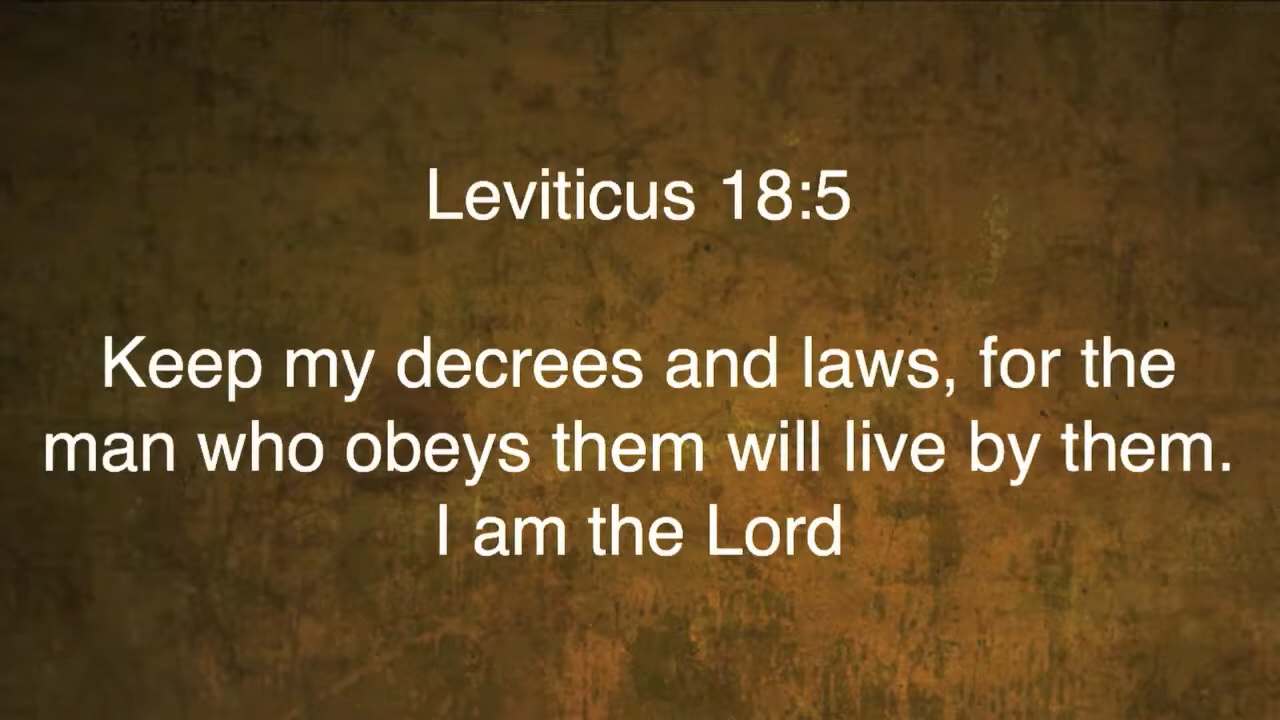 Leviticus 18:5
Keep my decrees and laws, for the
man who obeys them will live by them.
I am the Lord